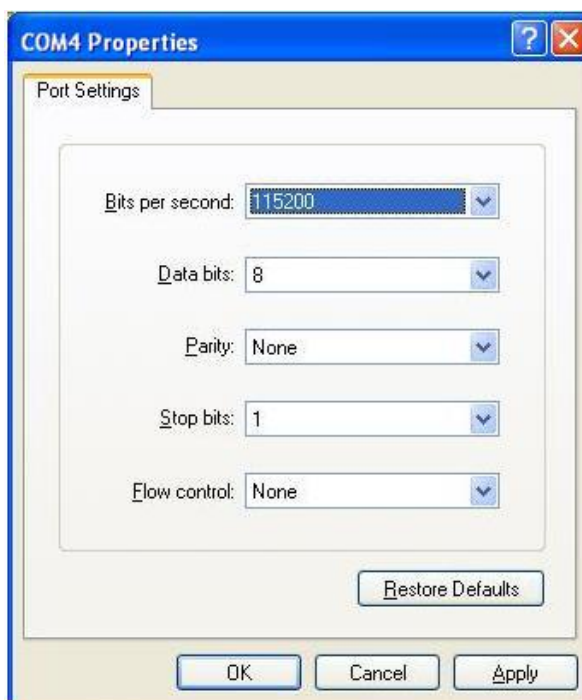 COM4 Properties
Port Settings
Bits per second: 115200
Data bits: 8
Parity: None
Stop bits: 1
Flow control: None
Restore Defaults
OK Cancel Apply